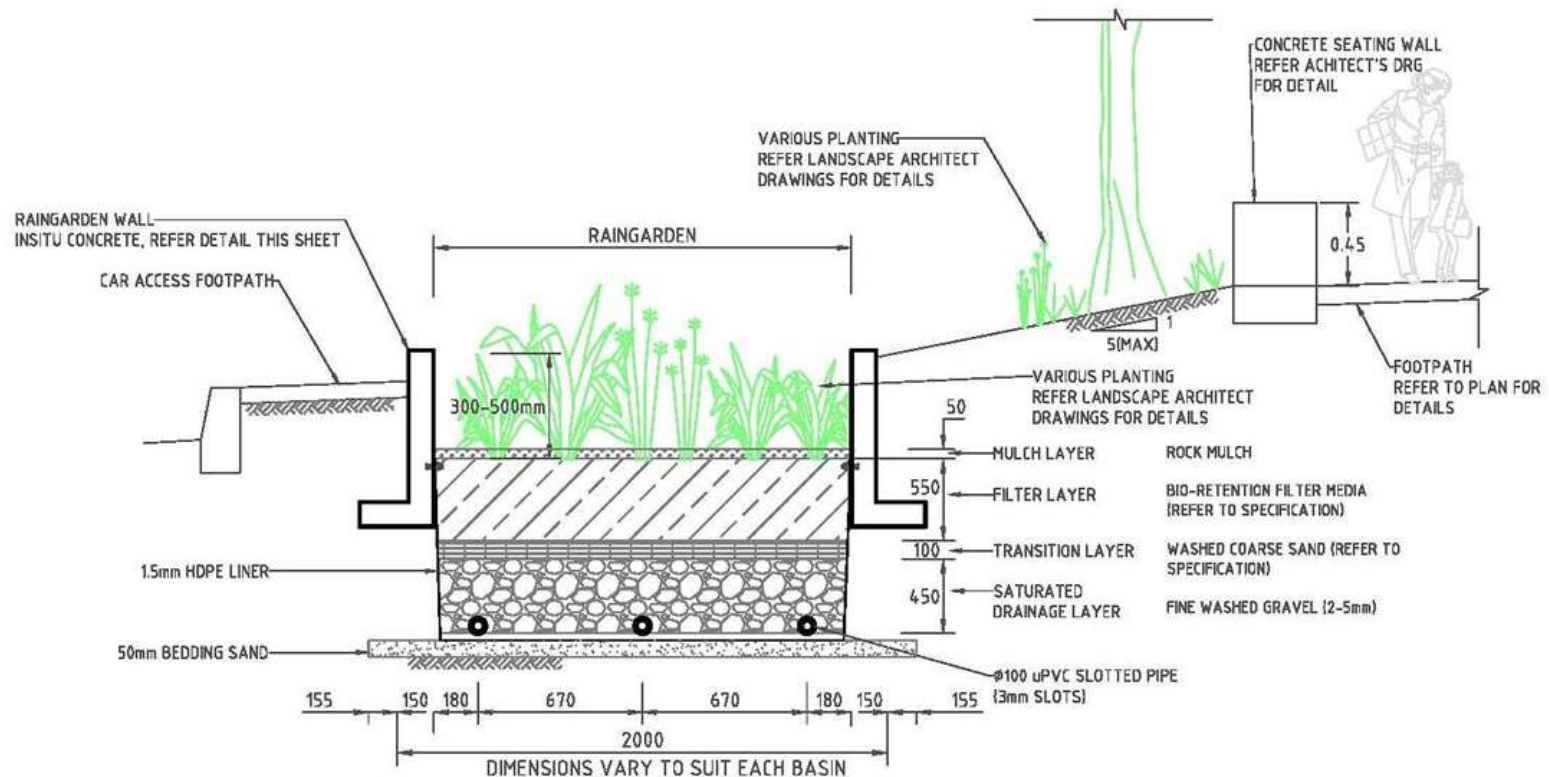 CONCRETE SEATING WALL
REFER ACHITECT'S DRG
FOR DETAIL
VARIOUS PLANTING
REFER LANDSCAPE ARCHITECT
DRAWINGS FOR DETAILS
RAINGARDEN WALL
INSITU CONCRETE, REFER DETAIL THIS SHEET
RAINGARDEN
0.45
CAR ACCESS FOOTPATH
1
5(MAX)
300-500mm
VARIOUS PLANTING
REFER LANDSCAPE ARCHITECT
DRAWINGS FOR DETAILS
FOOTPATH
REFER TO PLAN FOR
DETAILS
50
MULCH LAYER
ROCK MULCH
550
FILTER LAYER
BIO-RETENTION FILTER MEDIA
(REFER TO SPECIFICATION)
100
TRANSITION LAYER
WASHED COARSE SAND (REFER TO
SPECIFICATION)
1.5mm HDPE LINER
450
SATURATED
DRAINAGE LAYER
FINE WASHED GRAVEL (2-5mm)
50mm BEDDING SAND
Ø100 uPVC SLOTTED PIPE
(3mm SLOTS)
155 150 180 670 670 180 150 155
2000
DIMENSIONS VARY TO SUIT EACH BASIN